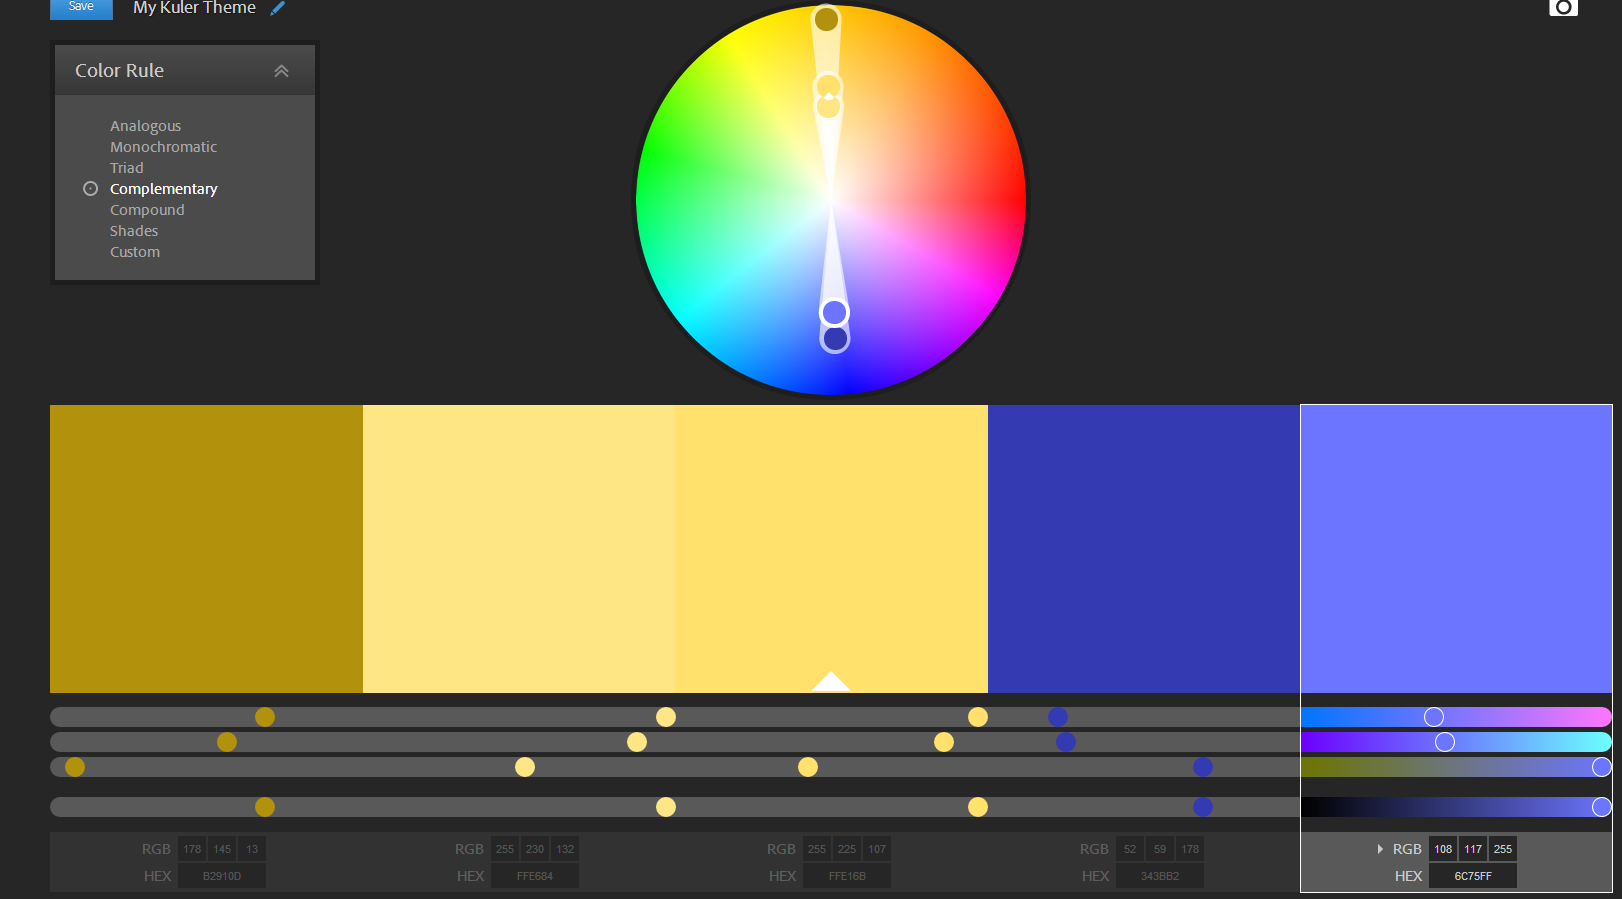 Save My Kuler Theme
Color Rule
Analogous
Monochromatic
Triad
Complementary
Compound
Shades
Custom
RGB 178 145 13
HEX B2910D
RGB 255 230 132
HEX FFE684
RGB 255 225 107
HEX FFE16B
RGB 52 59 178
HEX 343BB2
RGB 108 117 255
HEX 6C75FF